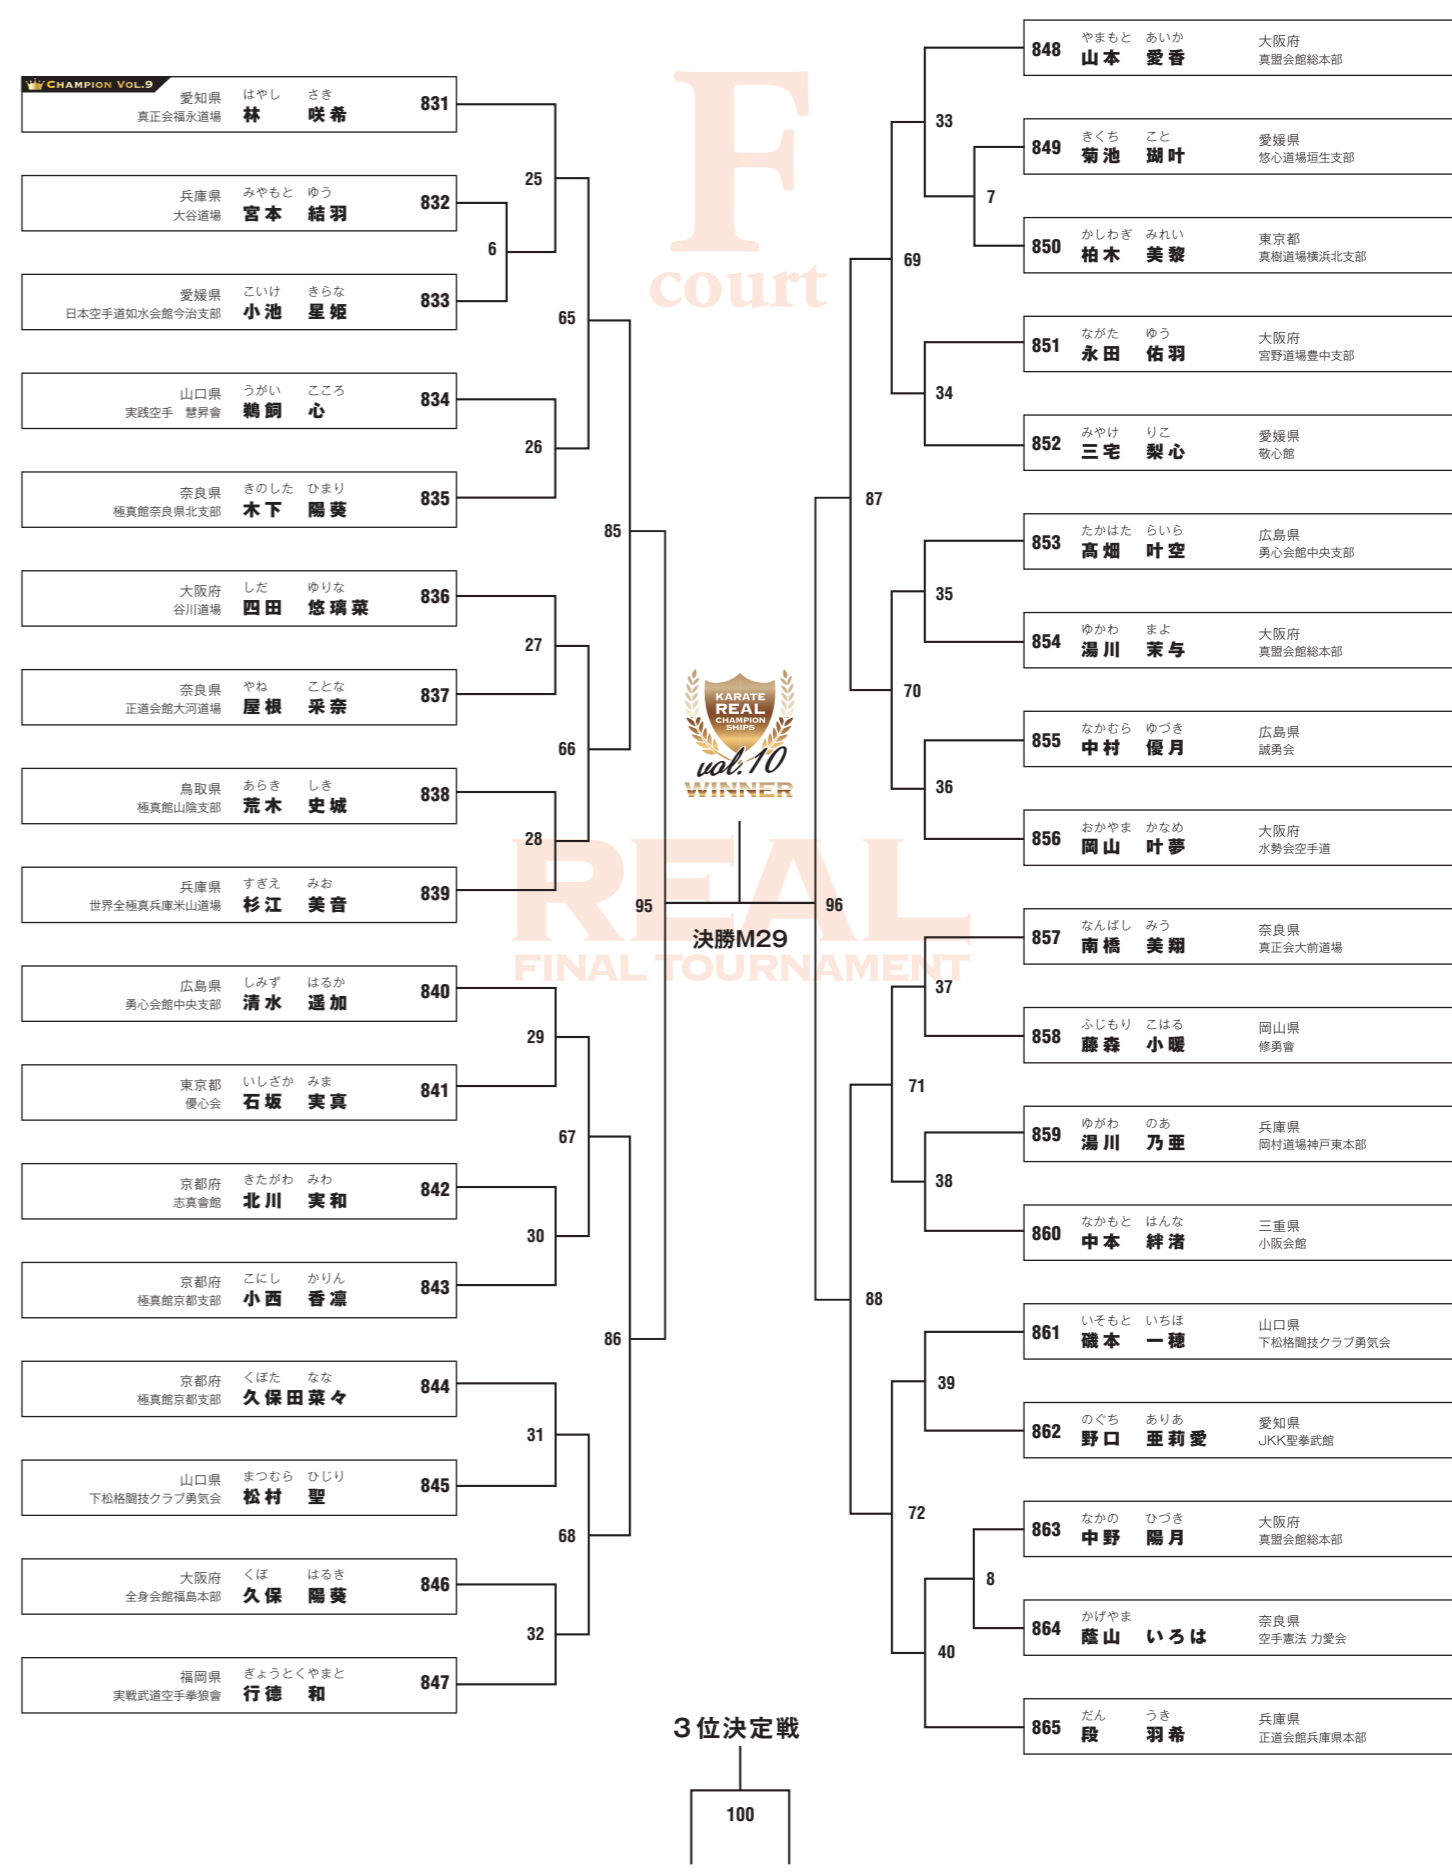 F
court
CHAMPION VOL.9
愛知県 はやし さき
真正会福永道場 林 咲希 831
兵庫県 みやもと ゆう
大谷道場 宮本 結羽 832
愛媛県 こいけ きらな
日本空手道如水会館今治支部 小池 星姫 833
山口県 うがい こころ
実践空手 慧昇會 鵜飼 心 834
奈良県 きのした ひまり
極真館奈良県北支部 木下 陽葵 835
大阪府 しだ ゆりな
谷川道場 四田 悠璃菜 836
奈良県 やね ことな
正道会館大河道場 屋根 采奈 837
鳥取県 あらき しき
極真館山陰支部 荒木 史城 838
兵庫県 すぎえ みお
世界全極真兵庫米山道場 杉江 美音 839
広島県 しみず はるか
勇心会館中央支部 清水 遥加 840
東京都 いしざか みま
優心会 石坂 実真 841
京都府 きたがわ みわ
志真會館 北川 実和 842
京都府 こにし かりん
極真館京都支部 小西 香凛 843
京都府 くぼた なな
極真館京都支部 久保田菜々 844
山口県 まつむら ひじり
下松格闘技クラブ勇気会 松村 聖 845
大阪府 くぼ はるき
全身会館福島本部 久保 陽葵 846
福岡県 ぎょうとくやまと
実戦武道空手拳狼會 行德 和 847
25
6
65
26
85
27
66
28
95
29
67
30
86
31
68
32
KARATE
REAL
CHAMPION
SHIPS
vol.10
WINNER
REAL
FINAL TOURNAMENT
決勝M29
3位決定戦
100
33
7
69
34
87
35
70
36
96
37
71
38
88
39
72
8
40
やまもと あいか 大阪府
848 山本 愛香 真盟会館総本部
きくち こと 愛媛県
849 菊池 瑚叶 悠心道場垣生支部
かしわぎ みれい 東京都
850 柏木 美黎 真樹道場横浜北支部
ながた ゆう 大阪府
851 永田 佑羽 宮野道場豊中支部
みやけ りこ 愛媛県
852 三宅 梨心 敬心館
たかはた らいら 広島県
853 髙畑 叶空 勇心会館中央支部
ゆかわ まよ 大阪府
854 湯川 茉与 真盟会館総本部
なかむら ゆづき 広島県
855 中村 優月 誠勇会
おかやま かなめ 大阪府
856 岡山 叶夢 水勢会空手道
なんばし みう 奈良県
857 南橋 美翔 真正会大前道場
ふじもり こはる 岡山県
858 藤森 小暖 修勇會
ゆがわ のあ 兵庫県
859 湯川 乃亜 岡村道場神戸東本部
なかもと はんな 三重県
860 中本 絆渚 小阪会館
いそもと いちほ 山口県
861 磯本 一穂 下松格闘技クラブ勇気会
のぐち ありあ 愛知県
862 野口 亜莉愛 JKK聖拳武館
なかの ひづき 大阪府
863 中野 陽月 真盟会館総本部
かげやま 奈良県
864 蔭山 いろは 空手憲法 力愛会
だん うき 兵庫県
865 段 羽希 正道会館兵庫県本部